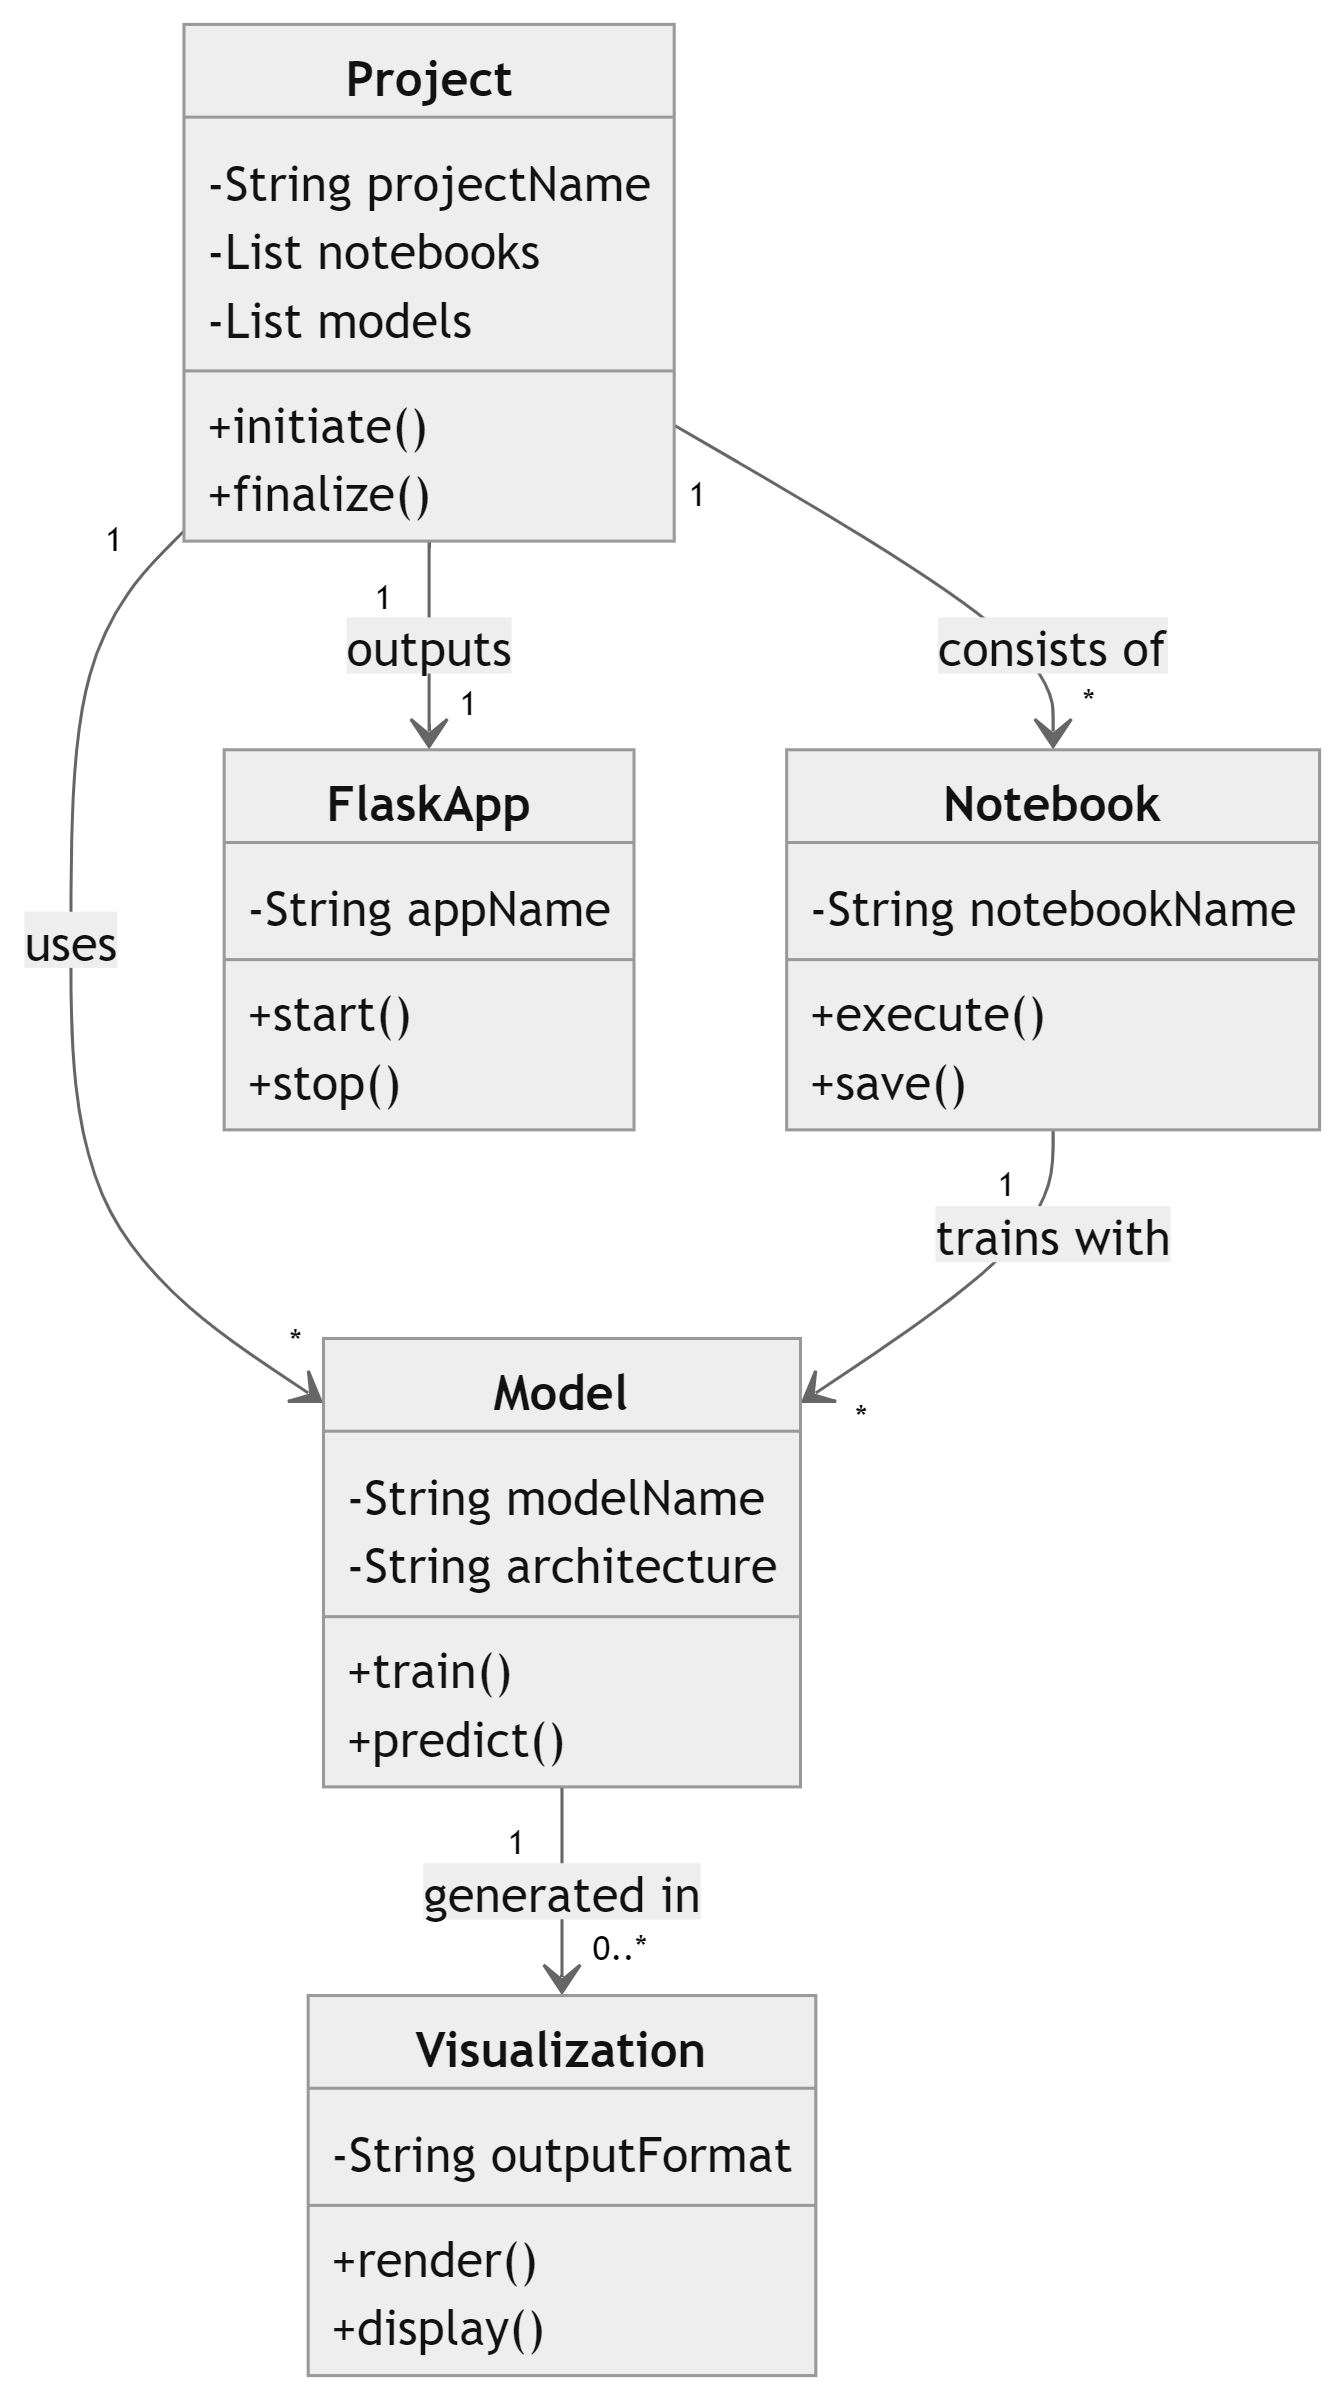 Project
-String projectName
-List notebooks
-List models
+initiate()
+finalize()
1
1
1
outputs
consists of
1
*
FlaskApp
-String appName
+start()
+stop()
Notebook
-String notebookName
+execute()
+save()
uses
1
trains with
*
*
Model
-String modelName
-String architecture
+train()
+predict()
1
generated in
0..*
Visualization
-String outputFormat
+render()
+display()